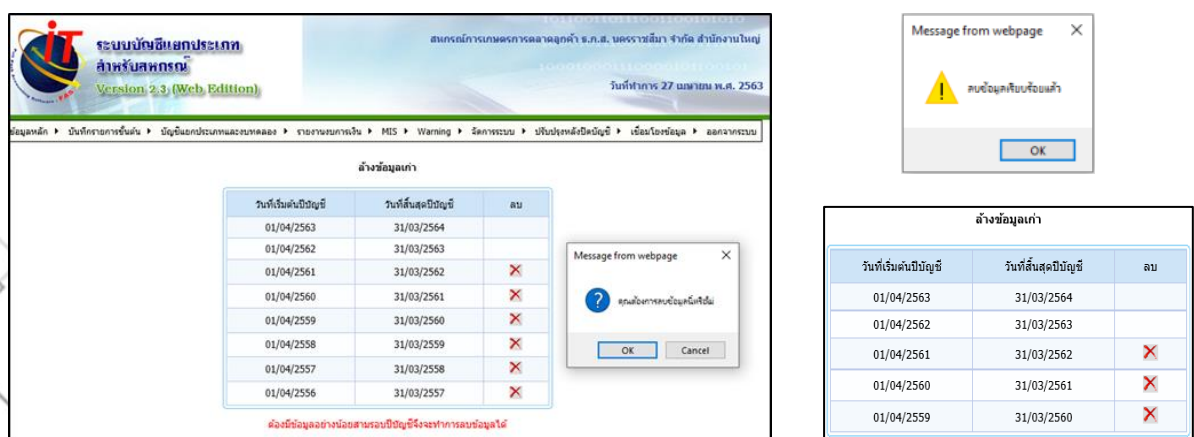 ระบบบัญชีแยกประเภท
สำหรับสหกรณ์
Version 2.3 (Web Edition)
สหกรณ์การเกษตรการตลาดลูกค้า ธ.ก.ส. นครราชสีมา จำกัด สำนักงานใหญ่
วันที่ทำการ 27 เมษายน พ.ศ. 2563
ข้อมูลหลัก บันทึกรายการขั้นต้น บัญชีแยกประเภทและงบทดลอง รายงานงบการเงิน MIS Warning จัดการระบบ ปรับปรุงหลังปิดบัญชี เชื่อมโยงข้อมูล ออกจากระบบ
ล้างข้อมูลเก่า
วันที่เริ่มต้นปีบัญชี วันที่สิ้นสุดปีบัญชี ลบ
01/04/2563 31/03/2564
01/04/2562 31/03/2563
01/04/2561 31/03/2562
01/04/2560 31/03/2561
01/04/2559 31/03/2560
01/04/2558 31/03/2559
01/04/2557 31/03/2558
01/04/2556 31/03/2557
ต้องมีข้อมูลอย่างน้อยสามรอบปีบัญชีจึงจะทำการลบข้อมูลได้
Message from webpage
คุณต้องการลบข้อมูลนี้หรือไม่
OK Cancel
Message from webpage
ลบข้อมูลเรียบร้อยแล้ว
OK
ล้างข้อมูลเก่า
วันที่เริ่มต้นปีบัญชี วันที่สิ้นสุดปีบัญชี ลบ
01/04/2563 31/03/2564
01/04/2562 31/03/2563
01/04/2561 31/03/2562
01/04/2560 31/03/2561
01/04/2559 31/03/2560